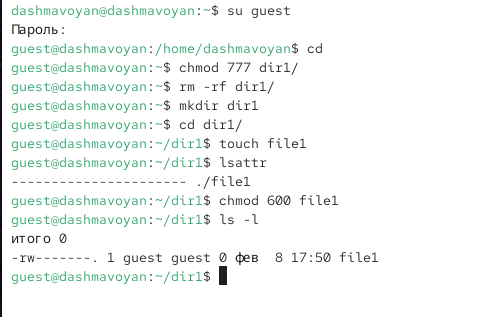 dashmavoyan@dashmavoyan:~$ su guest
Пароль:
guest@dashmavoyan:/home/dashmavoyan$ cd
guest@dashmavoyan:~$ chmod 777 dir1/
guest@dashmavoyan:~$ rm -rf dir1/
guest@dashmavoyan:~$ mkdir dir1
guest@dashmavoyan:~$ cd dir1/
guest@dashmavoyan:~/dir1$ touch file1
guest@dashmavoyan:~/dir1$ lsattr
---------------------- ./file1
guest@dashmavoyan:~/dir1$ chmod 600 file1
guest@dashmavoyan:~/dir1$ ls -l
итого 0
-rw-------. 1 guest guest 0 фев  8 17:50 file1
guest@dashmavoyan:~/dir1$